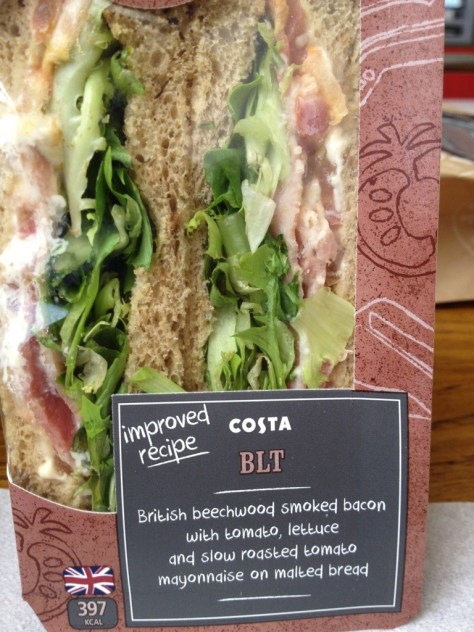 improved
recipe
COSTA
BLT
British beechwood smoked bacon
with tomato, lettuce
and slow roasted tomato
mayonnaise on malted bread
397
KCAL